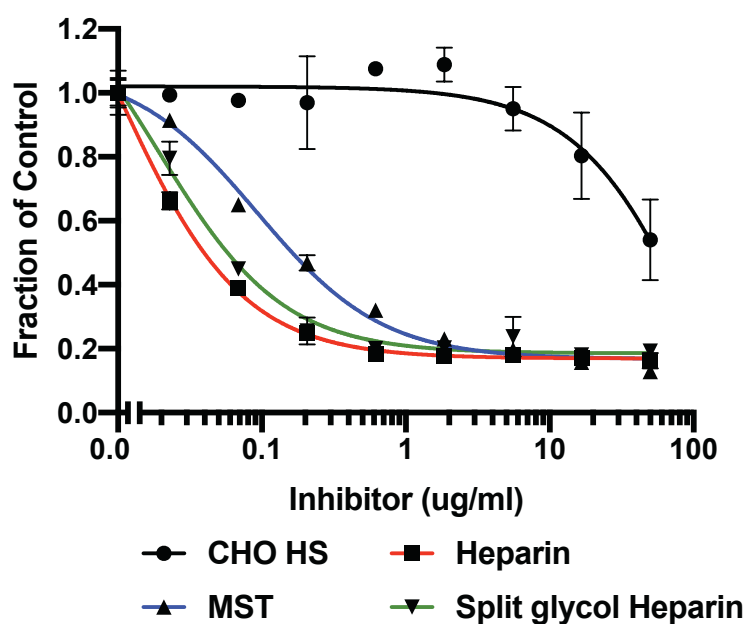 Fraction of Control
1.2
1.0
0.8
0.6
0.4
0.2
0.0
0.0 0.1 1 10 100
Inhibitor (ug/ml)
CHO HS Heparin
MST Split glycol Heparin